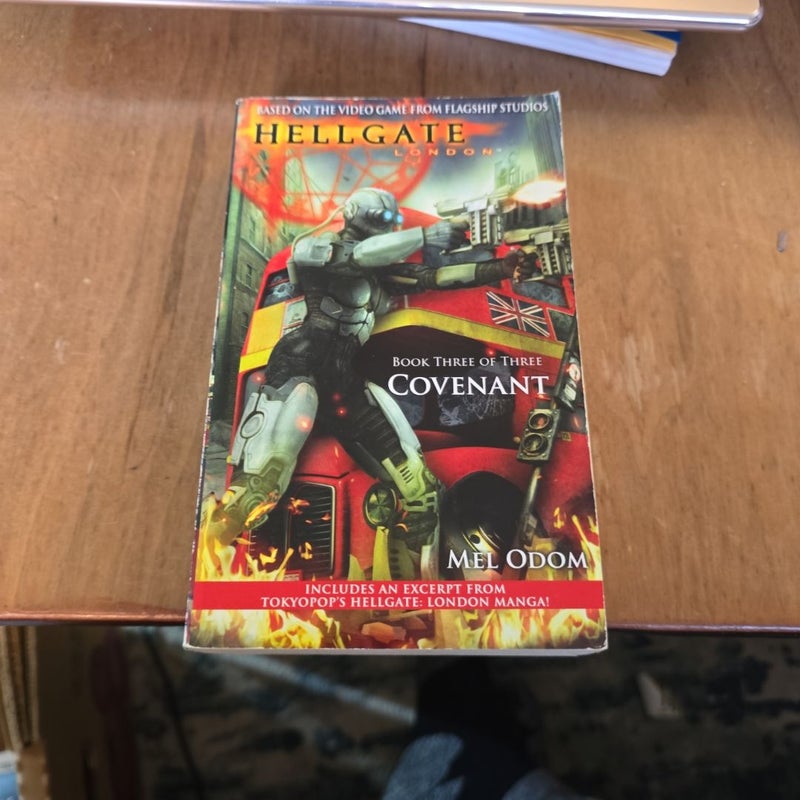 BASED ON THE VIDEO GAME FROM FLAGSHIP STUDIOS
HELLGATE
LONDON™
BOOK THREE OF THREE
COVENANT
MEL ODOM
INCLUDES AN EXCERPT FROM
TOKYOPOP'S HELLGATE: LONDON MANGA!